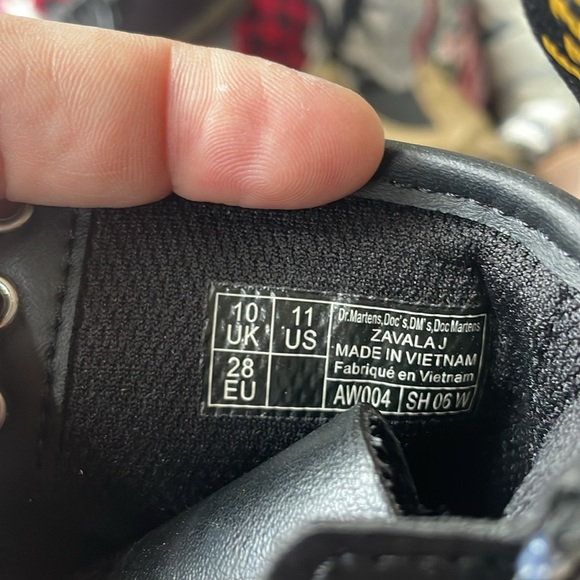 10 UK
11 US
28 EU
Dr.Martens,Doc's,DM's,Doc Martens
ZAVALA J
MADE IN VIETNAM
Fabriqué en Vietnam
AW004
SH 06 W